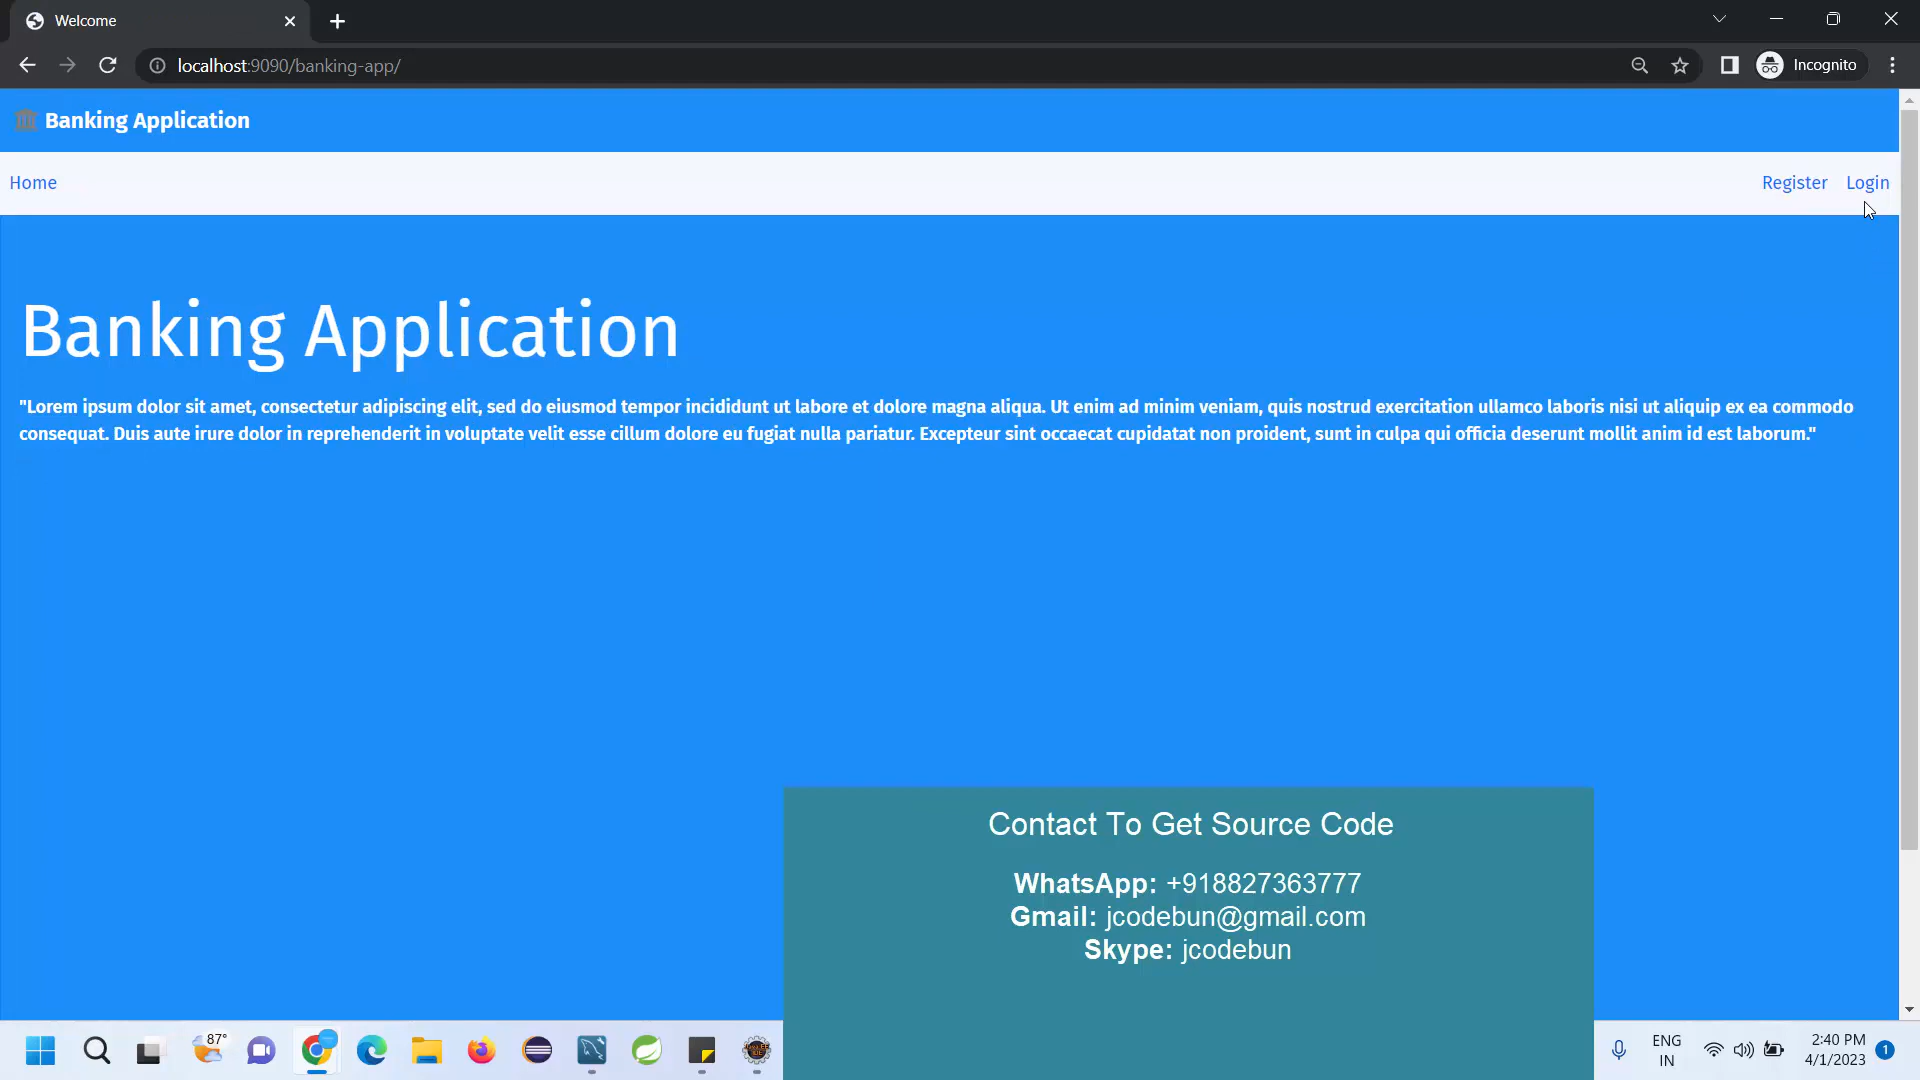 Welcome
localhost:9090/banking-app/
Incognito
Banking Application
Home
Register
Login
Banking Application
"Lorem ipsum dolor sit amet, consectetur adipiscing elit, sed do eiusmod tempor incididunt ut labore et dolore magna aliqua. Ut enim ad minim veniam, quis nostrud exercitation ullamco laboris nisi ut aliquip ex ea commodo
consequat. Duis aute irure dolor in reprehenderit in voluptate velit esse cillum dolore eu fugiat nulla pariatur. Excepteur sint occaecat cupidatat non proident, sunt in culpa qui officia deserunt mollit anim id est laborum."
Contact To Get Source Code
WhatsApp: +918827363777
Gmail: jcodebun@gmail.com
Skype: jcodebun
87°
ENG
IN
2:40 PM
4/1/2023
1